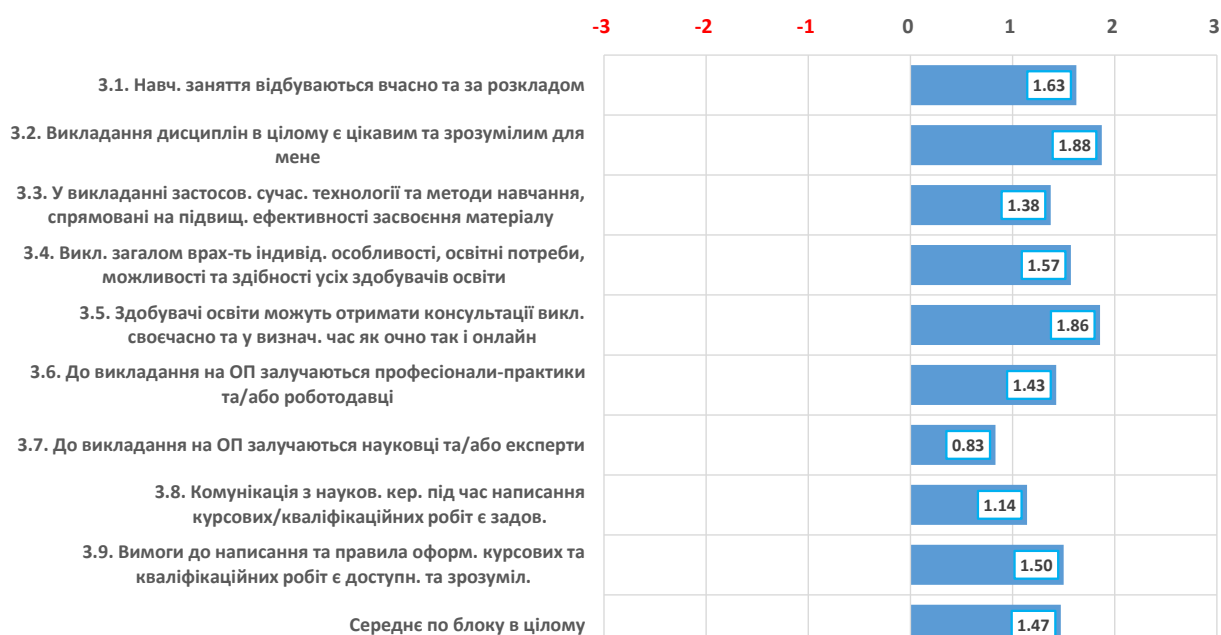 -3 -2 -1 0 1 2 3
3.1. Навч. заняття відбуваються вчасно та за розкладом
1.63
3.2. Викладання дисциплін в цілому є цікавим та зрозумілим для
мене
1.88
3.3. У викладанні застосов. сучас. технології та методи навчання,
спрямовані на підвищ. ефективності засвоєння матеріалу
1.38
3.4. Викл. загалом врах-ть індивід. особливості, освітні потреби,
можливості та здібності усіх здобувачів освіти
1.57
3.5. Здобувачі освіти можуть отримати консультації викл.
своєчасно та у визнач. час як очно так і онлайн
1.86
3.6. До викладання на ОП залучаються професіонали-практики
та/або роботодавці
1.43
3.7. До викладання на ОП залучаються науковці та/або експерти
0.83
3.8. Комунікація з науков. кер. під час написання
курсових/кваліфікаційних робіт є задов.
1.14
3.9. Вимоги до написання та правила оформ. курсових та
кваліфікаційних робіт є доступн. та зрозуміл.
1.50
Середнє по блоку в цілому
1.47